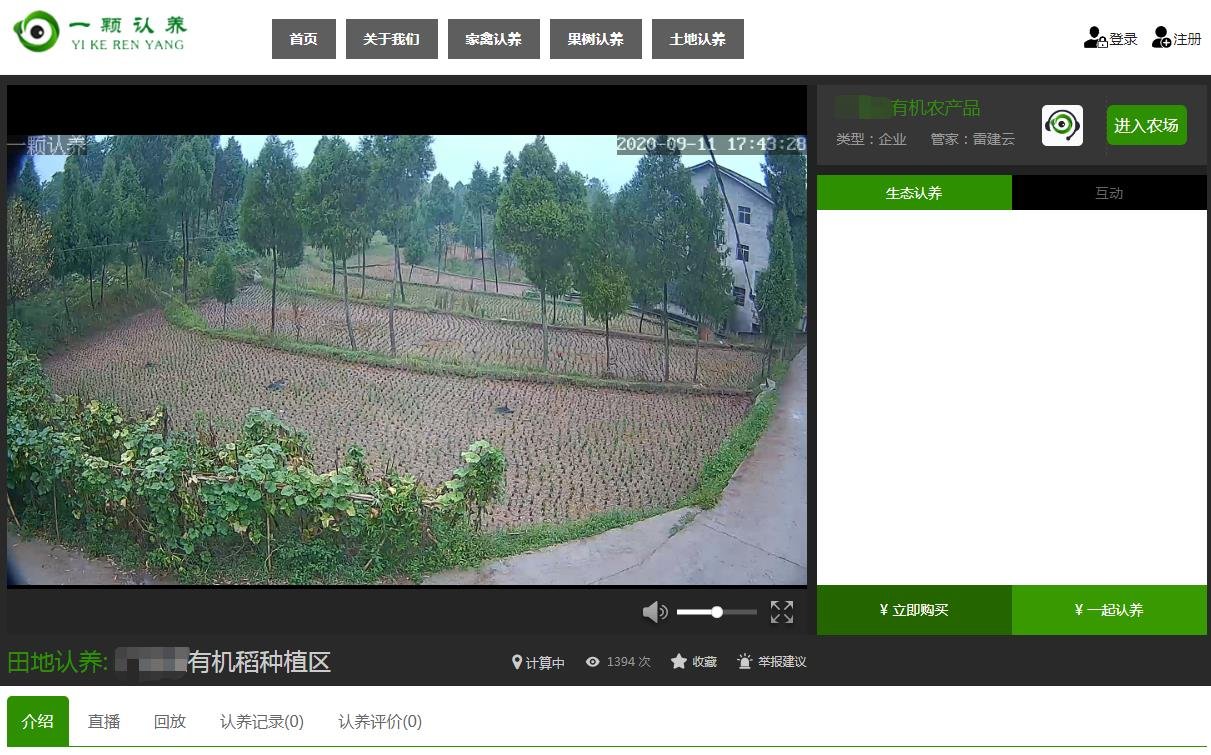 一颗认养
YI KE REN YANG
首页
关于我们
家禽认养
果树认养
土地认养
登录
注册
一颗认养
2020-09-11 17:43:28
有机农产品
类型：企业
管家：雷建云
进入农场
生态认养
互动
¥ 立即购买
¥ 一起认养
田地认养:
有机稻种植区
计算中
1394 次
收藏
举报建议
介绍
直播
回放
认养记录(0)
认养评价(0)